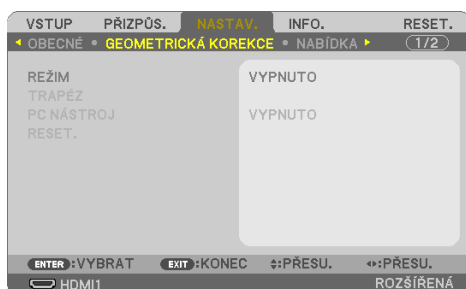 VSTUP PŘIZPŮS. NASTAV. INFO. RESET.
◂ OBECNÉ • GEOMETRICKÁ KOREKCE • NABÍDKA ▸ 1/2
REŽIM VYPNUTO
TRAPÉZ
PC NÁSTROJ VYPNUTO
RESET.
ENTER :VYBRAT EXIT :KONEC ♦:PŘESU. ◂▸:PŘESU.
HDMI1 ROZŠÍŘENÁ